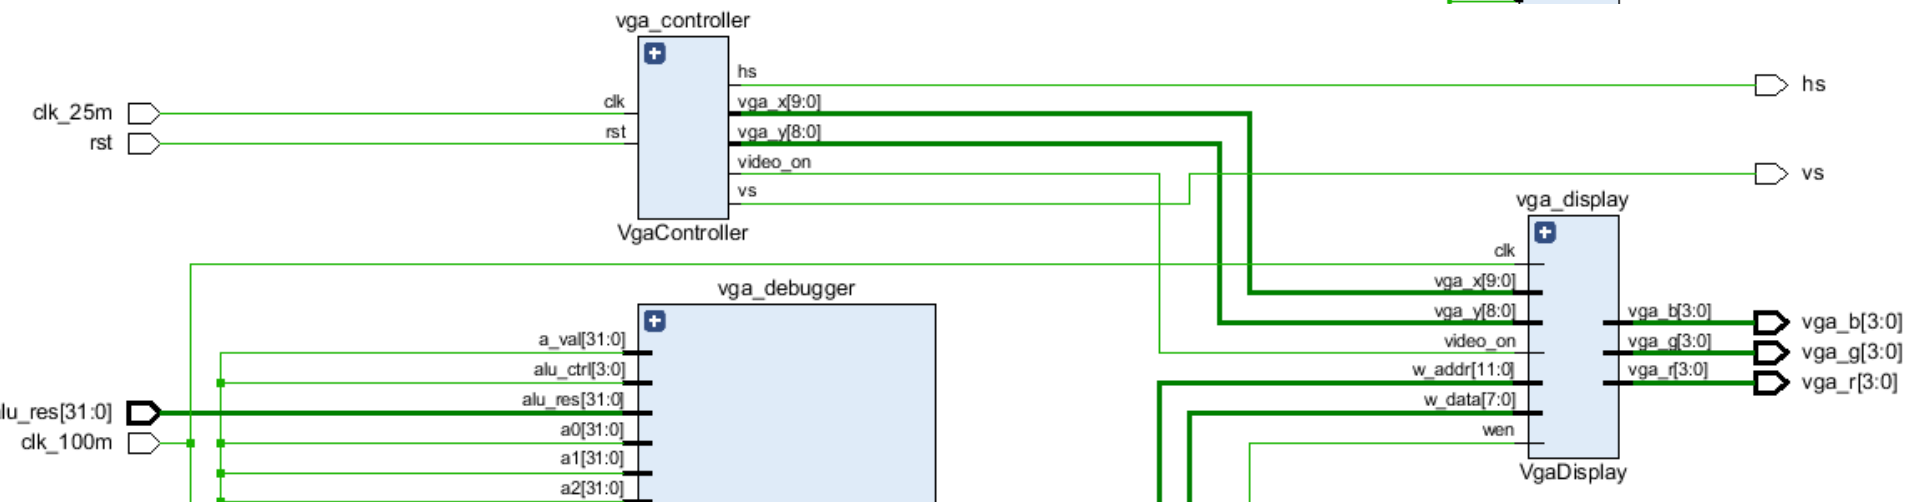 vga_controller
hs
vga_x[9:0]
vga_y[8:0]
video_on
vs
clk
rst
VgaController
clk_25m
rst
hs
vs
vga_display
clk
vga_x[9:0]
vga_y[8:0]
video_on
w_addr[11:0]
w_data[7:0]
wen
vga_b[3:0]
vga_g[3:0]
vga_r[3:0]
VgaDisplay
vga_b[3:0]
vga_g[3:0]
vga_r[3:0]
vga_debugger
a_val[31:0]
alu_ctrl[3:0]
alu_res[31:0]
a0[31:0]
a1[31:0]
a2[31:0]
lu_res[31:0]
clk_100m